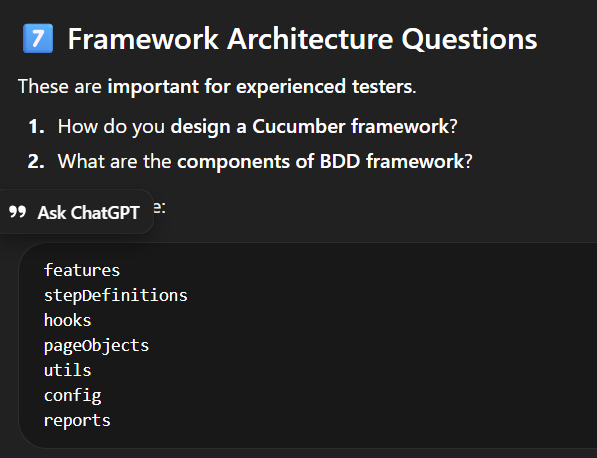 7 Framework Architecture Questions
These are important for experienced testers.
1. How do you design a Cucumber framework?
2. What are the components of BDD framework?
Ask ChatGPT e:
features
stepDefinitions
hooks
pageObjects
utils
config
reports